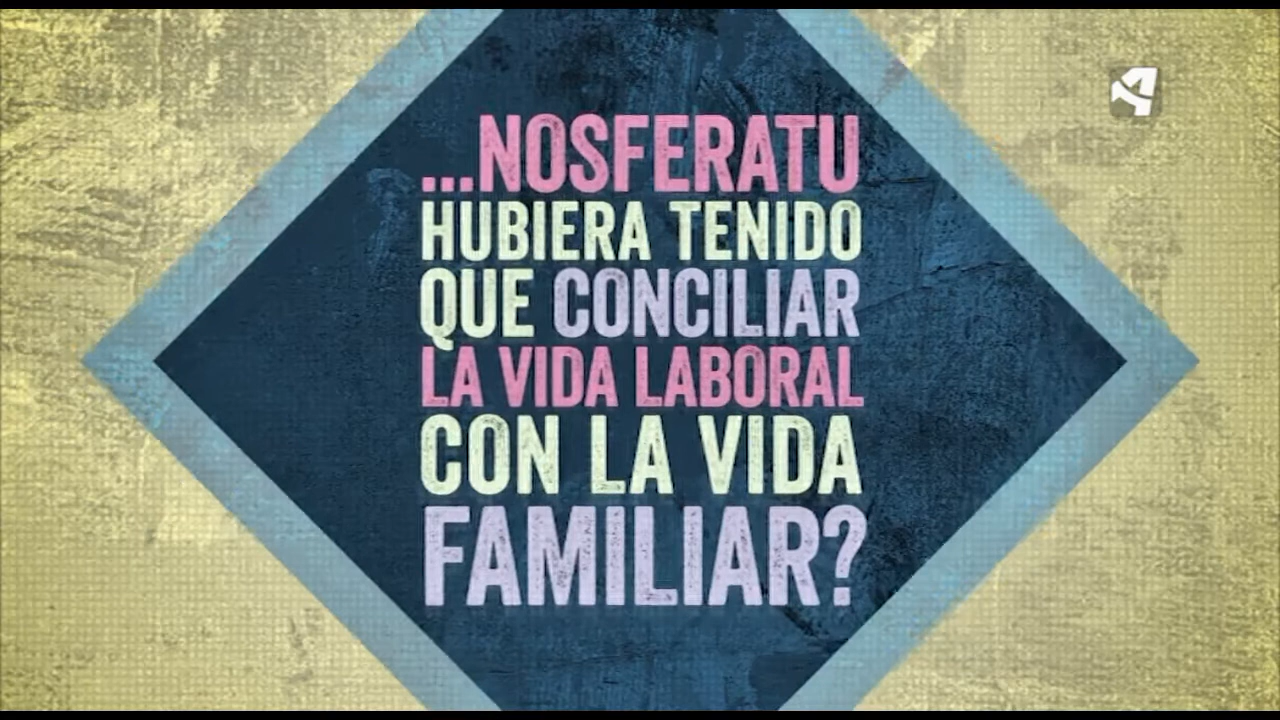 ...NOSFERATU
HUBIERA TENIDO
QUE CONCILIAR
LA VIDA LABORAL
CON LA VIDA
FAMILIAR?